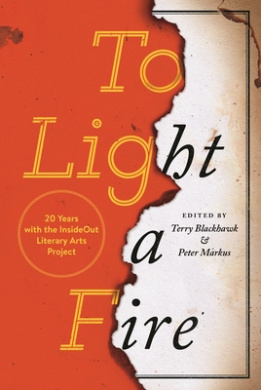 To
Light
a
Fire
20 Years
with the InsideOut
Literary Arts
Project
EDITED BY
Terry Blackhawk
&
Peter Markus